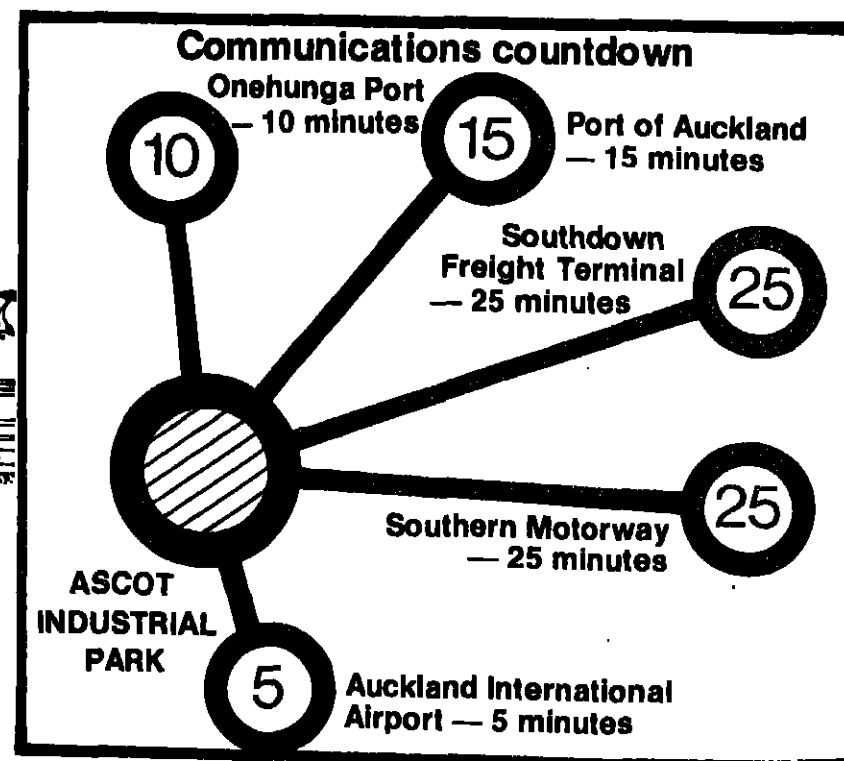 Communications countdown
Onehunga Port
— 10 minutes
10
15
Port of Auckland
— 15 minutes
Southdown
Freight Terminal
— 25 minutes
25
Southern Motorway
— 25 minutes
25
ASCOT
INDUSTRIAL
PARK
5
Auckland International
Airport — 5 minutes